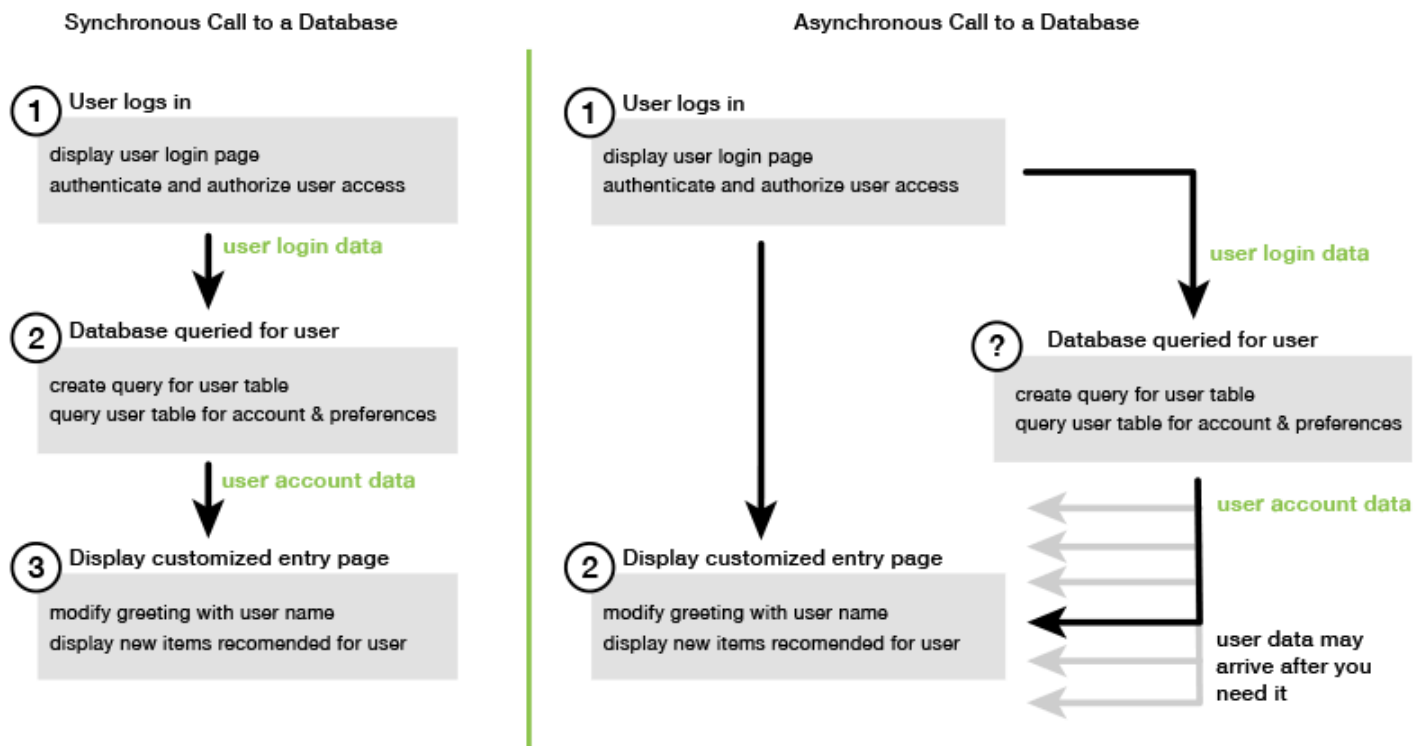 Synchronous Call to a Database
1
User logs in
display user login page
authenticate and authorize user access
user login data
2
Database queried for user
create query for user table
query user table for account & preferences
user account data
3
Display customized entry page
modify greeting with user name
display new items recomended for user
Asynchronous Call to a Database
1
User logs in
display user login page
authenticate and authorize user access
user login data
?
Database queried for user
create query for user table
query user table for account & preferences
user account data
2
Display customized entry page
modify greeting with user name
display new items recomended for user
user data may
arrive after you
need it